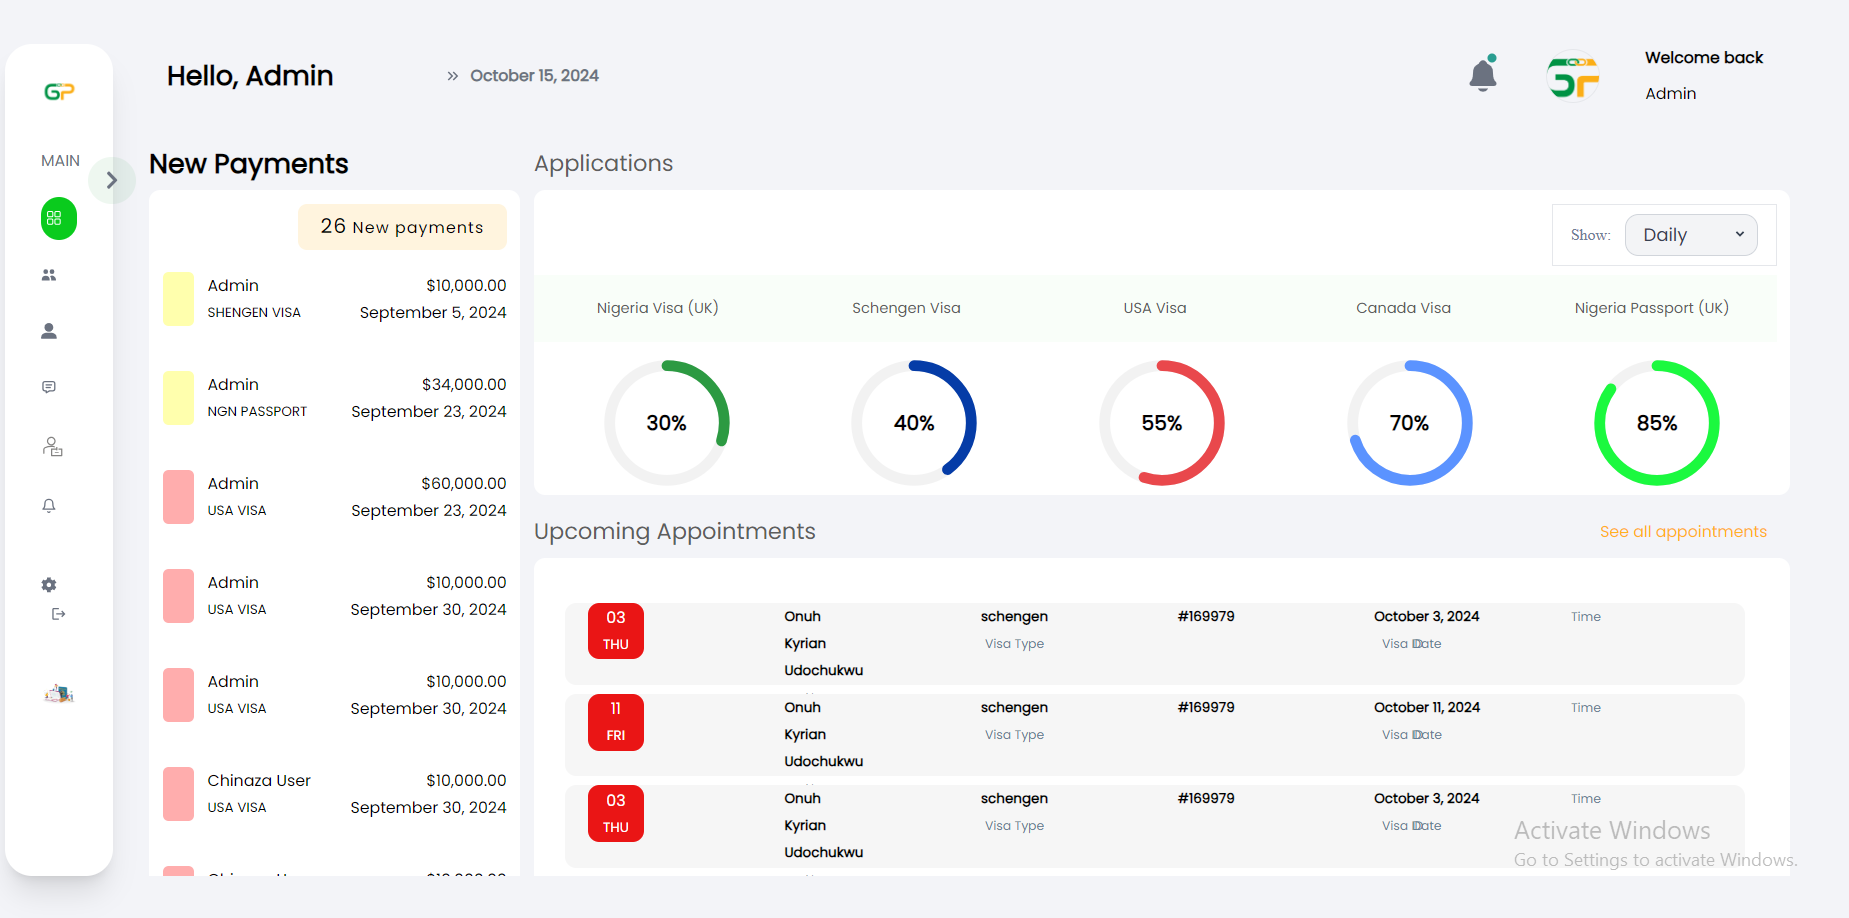 GP
Hello, Admin
» October 15, 2024
Welcome back
Admin
MAIN
New Payments
26 New payments
Admin $10,000.00
SHENGEN VISA September 5, 2024
Admin $34,000.00
NGN PASSPORT September 23, 2024
Admin $60,000.00
USA VISA September 23, 2024
Admin $10,000.00
USA VISA September 30, 2024
Admin $10,000.00
USA VISA September 30, 2024
Chinaza User $10,000.00
USA VISA September 30, 2024
Applications
Show: Daily
Nigeria Visa (UK) Schengen Visa USA Visa Canada Visa Nigeria Passport (UK)
30% 40% 55% 70% 85%
Upcoming Appointments See all appointments
03 Onuh schengen #169979 October 3, 2024 Time
THU Kyrian Visa Type Visa Date
Udochukwu
11 Onuh schengen #169979 October 11, 2024 Time
FRI Kyrian Visa Type Visa Date
Udochukwu
03 Onuh schengen #169979 October 3, 2024 Time
THU Kyrian Visa Type Visa Date
Udochukwu
Activate Windows
Go to Settings to activate Windows.